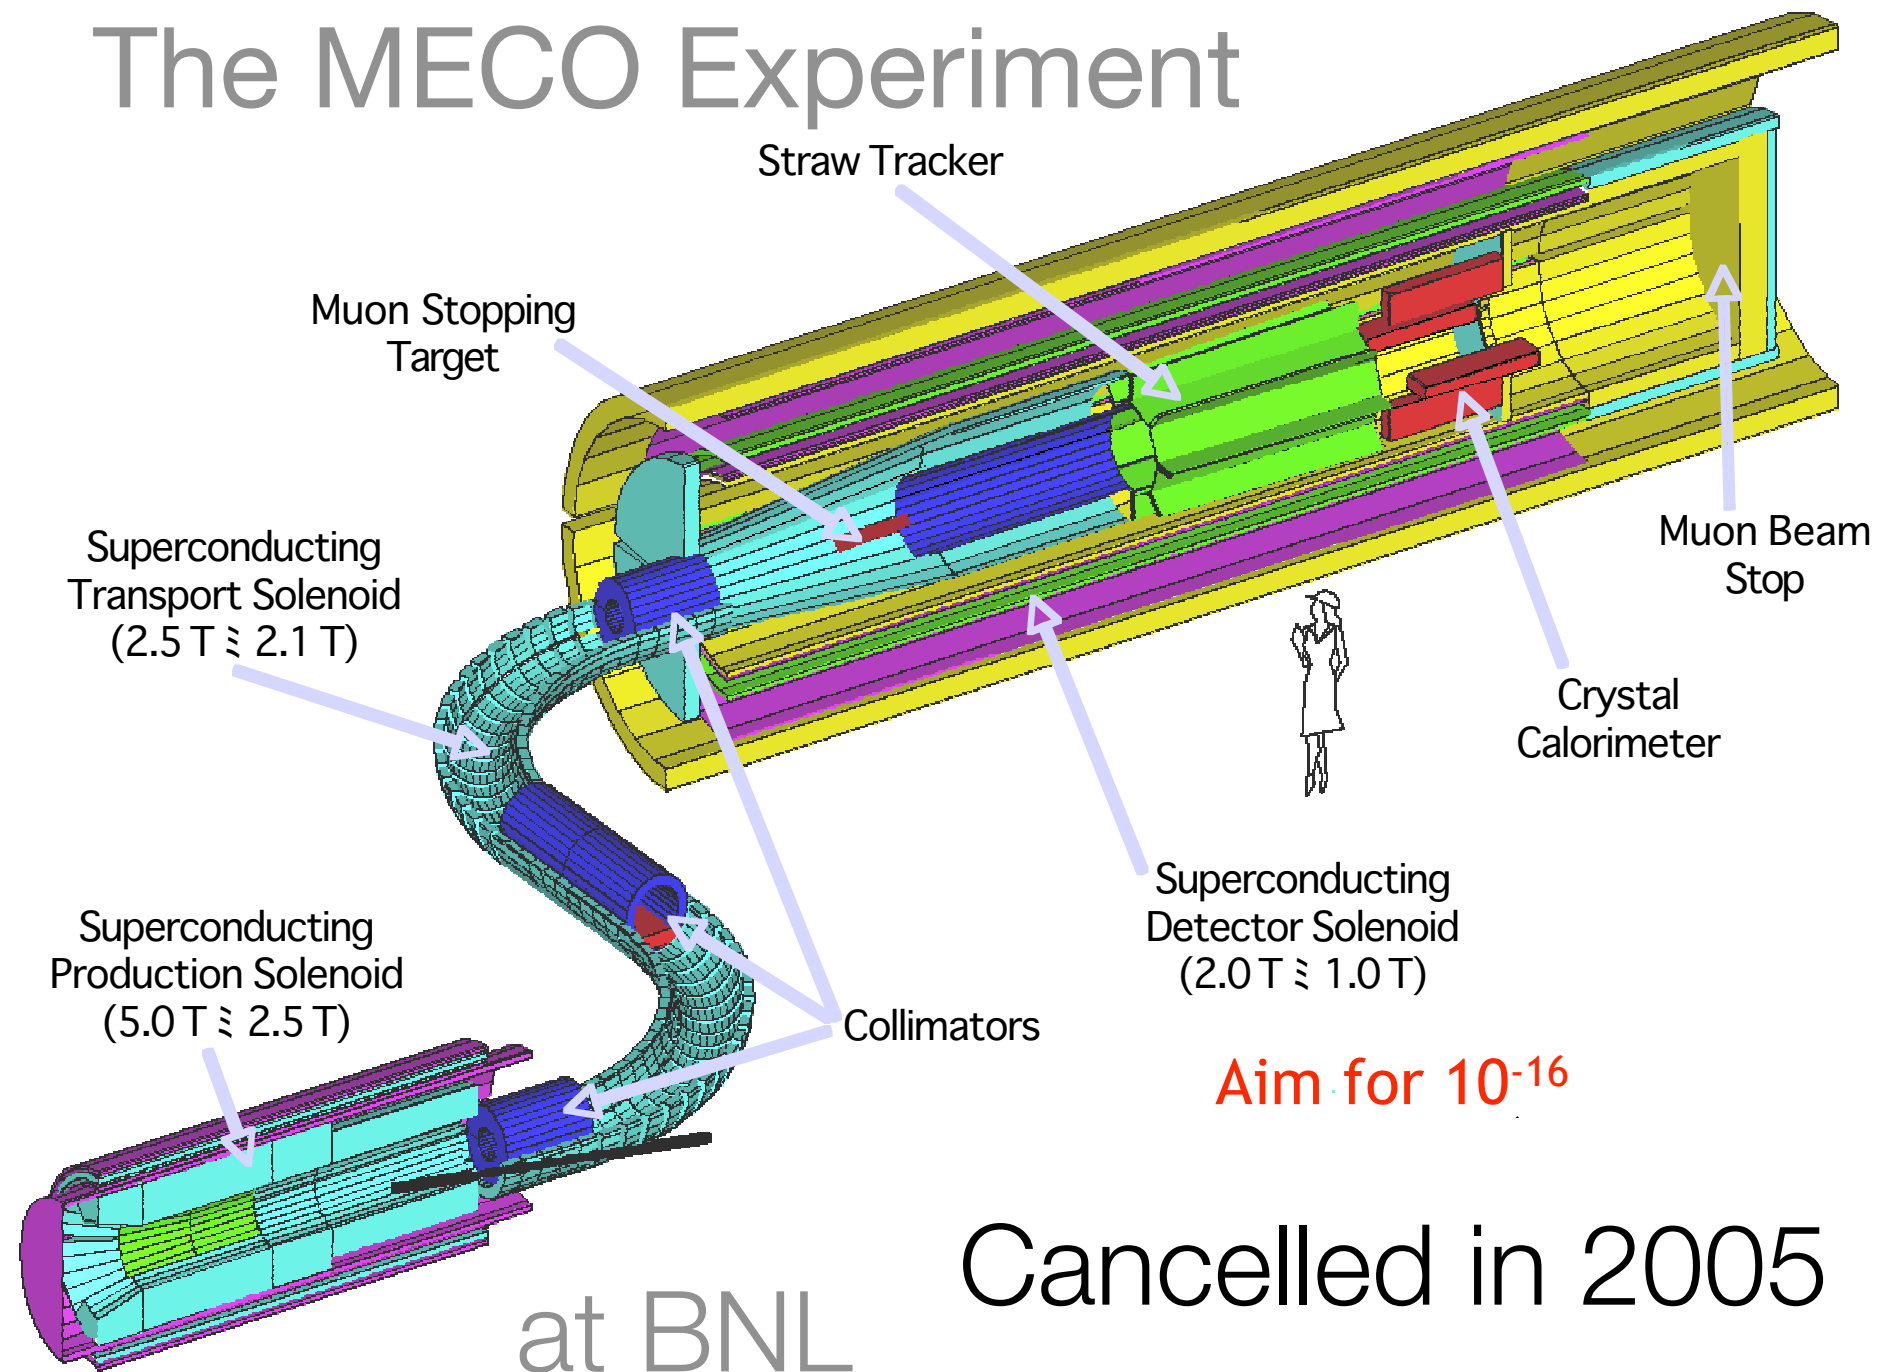 The MECO Experiment
Straw Tracker
Muon Stopping
Target
Superconducting
Transport Solenoid
(2.5 T ⁝ 2.1 T)
Muon Beam
Stop
Crystal
Calorimeter
Superconducting
Detector Solenoid
(2.0 T ⁝ 1.0 T)
Superconducting
Production Solenoid
(5.0 T ⁝ 2.5 T)
Collimators
Aim for 10⁻¹⁶
Cancelled in 2005
at BNL